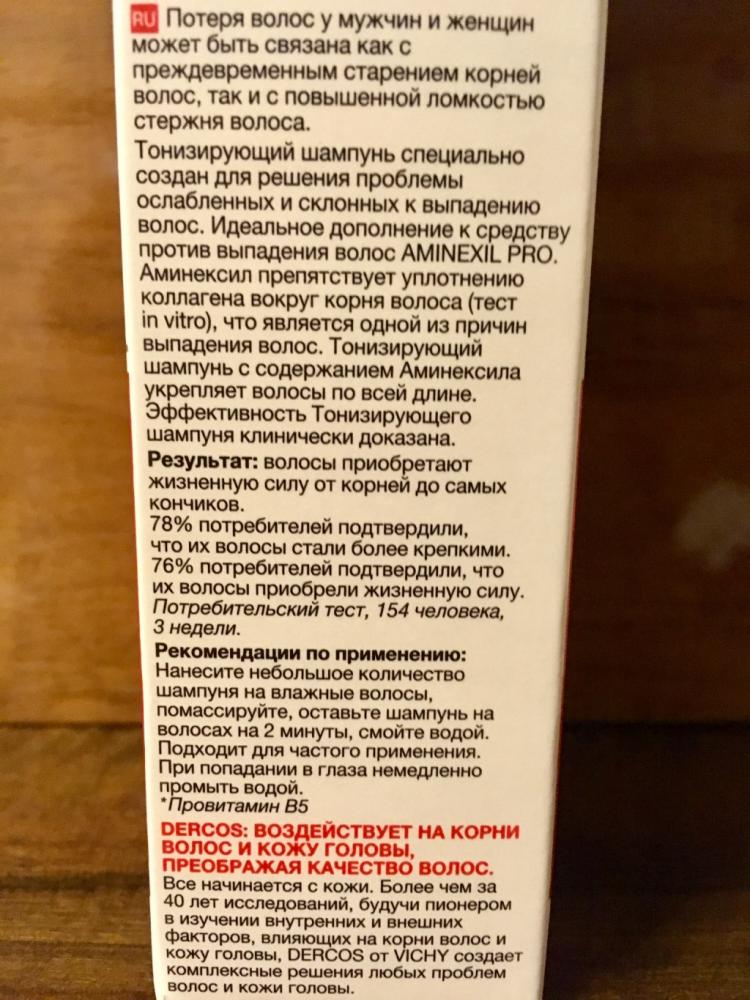 RU Потеря волос у мужчин и женщин
может быть связана как с
преждевременным старением корней
волос, так и с повышенной ломкостью
стержня волоса.
Тонизирующий шампунь специально
создан для решения проблемы
ослабленных и склонных к выпадению
волос. Идеальное дополнение к средству
против выпадения волос AMINEXIL PRO.
Аминексил препятствует уплотнению
коллагена вокруг корня волоса (тест
in vitro), что является одной из причин
выпадения волос. Тонизирующий
шампунь с содержанием Аминексила
укрепляет волосы по всей длине.
Эффективность Тонизирующего
шампуня клинически доказана.
Результат: волосы приобретают
жизненную силу от корней до самых
кончиков.
78% потребителей подтвердили,
что их волосы стали более крепкими.
76% потребителей подтвердили, что
их волосы приобрели жизненную силу.
Потребительский тест, 154 человека,
3 недели.
Рекомендации по применению:
Нанесите небольшое количество
шампуня на влажные волосы,
помассируйте, оставьте шампунь на
волосах на 2 минуты, смойте водой.
Подходит для частого применения.
При попадании в глаза немедленно
промыть водой.
*Провитамин B5
DERCOS: ВОЗДЕЙСТВУЕТ НА КОРНИ
ВОЛОС И КОЖУ ГОЛОВЫ,
ПРЕОБРАЖАЯ КАЧЕСТВО ВОЛОС.
Все начинается с кожи. Более чем за
40 лет исследований, будучи пионером
в изучении внутренних и внешних
факторов, влияющих на корни волос и
кожу головы, DERCOS от VICHY создает
комплексные решения любых проблем
волос и кожи головы.